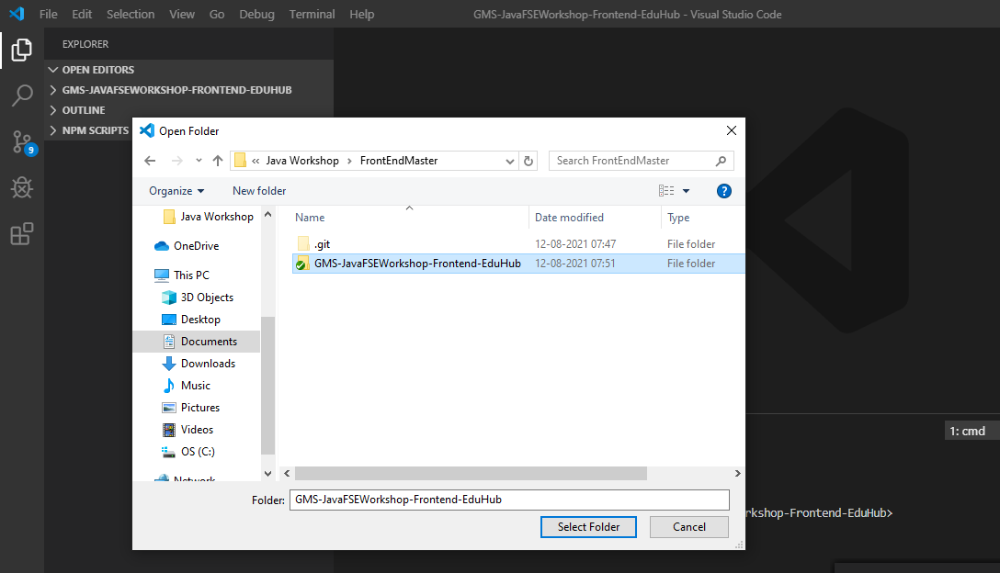 File Edit Selection View Go Debug Terminal Help GMS-JavaFSEWorkshop-Frontend-EduHub - Visual Studio Code
EXPLORER
OPEN EDITORS
GMS-JAVAFSEWORKSHOP-FRONTEND-EDUHUB
OUTLINE
NPM SCRIPTS
9
Open Folder
« Java Workshop › FrontEndMaster
Search FrontEndMaster
Organize New folder
?
Java Workshop
OneDrive
This PC
3D Objects
Desktop
Documents
Downloads
Music
Pictures
Videos
OS (C:)
Network
Name Date modified Type
.git 12-08-2021 07:47 File folder
GMS-JavaFSEWorkshop-Frontend-EduHub 12-08-2021 07:51 File folder
Folder: GMS-JavaFSEWorkshop-Frontend-EduHub
Select Folder Cancel
1: cmd
rkshop-Frontend-EduHub>